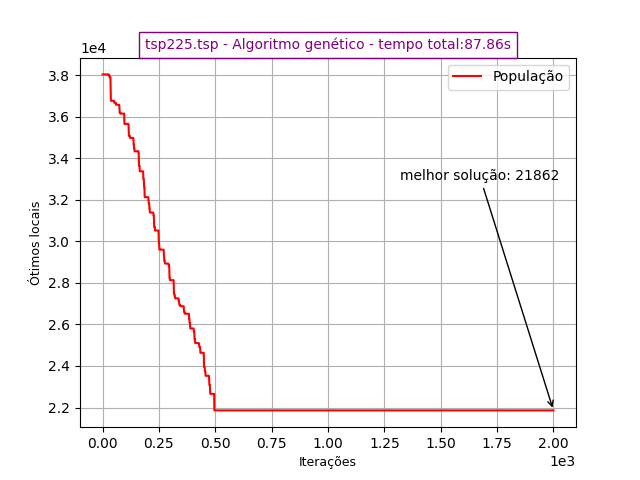 tsp225.tsp - Algoritmo genético - tempo total:87.86s
1e4
População
3.8
3.6
3.4
3.2
3.0
2.8
2.6
2.4
2.2
Ótimos locais
melhor solução: 21862
0.00 0.25 0.50 0.75 1.00 1.25 1.50 1.75 2.00
Iterações
1e3